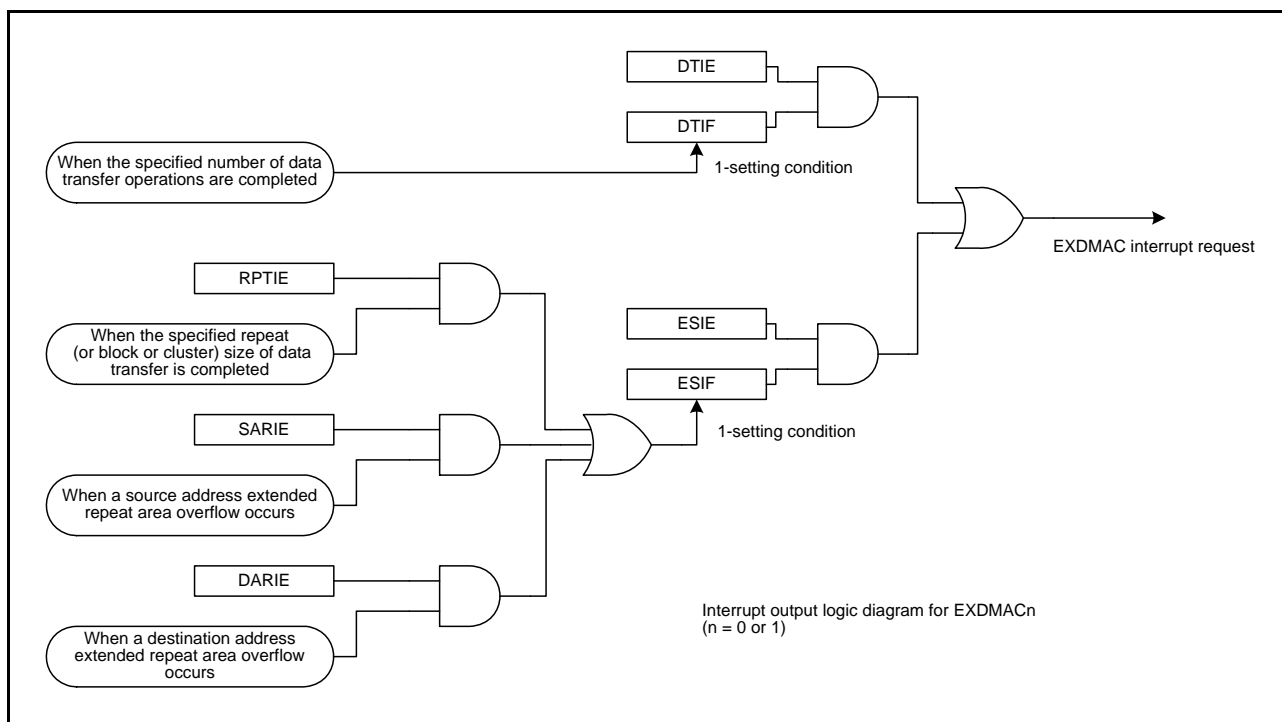 DTIE
DTIF
When the specified number of data
transfer operations are completed
1-setting condition
EXDMAC interrupt request
RPTIE
When the specified repeat
(or block or cluster) size of data
transfer is completed
ESIE
ESIF
1-setting condition
SARIE
When a source address extended
repeat area overflow occurs
DARIE
When a destination address
extended repeat area overflow
occurs
Interrupt output logic diagram for EXDMACn
(n = 0 or 1)